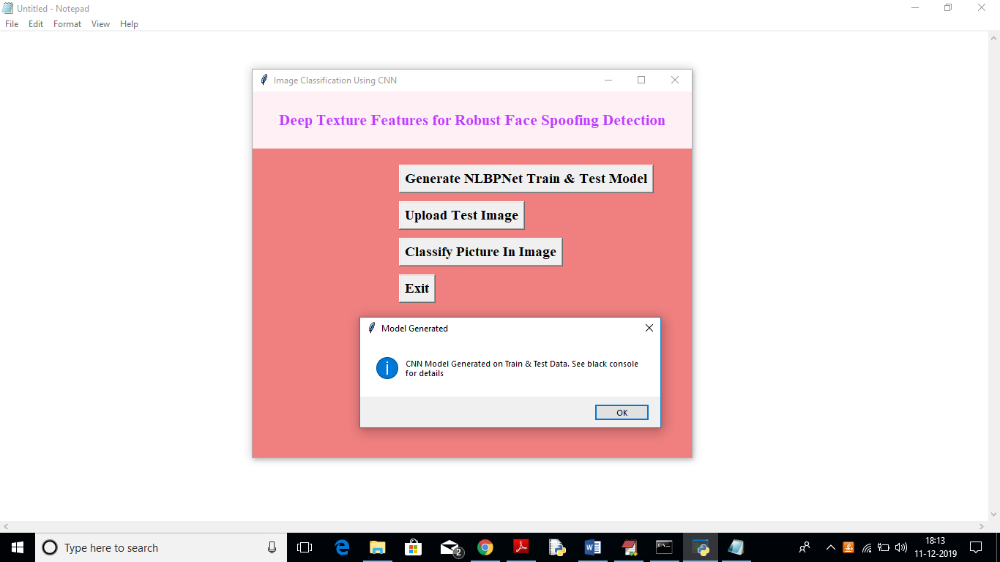 Untitled - Notepad
File Edit Format View Help
Image Classification Using CNN
Deep Texture Features for Robust Face Spoofing Detection
Generate NLBPNet Train & Test Model
Upload Test Image
Classify Picture In Image
Exit
Model Generated
CNN Model Generated on Train & Test Data. See black console
for details
OK
Type here to search
2
18:13
11-12-2019